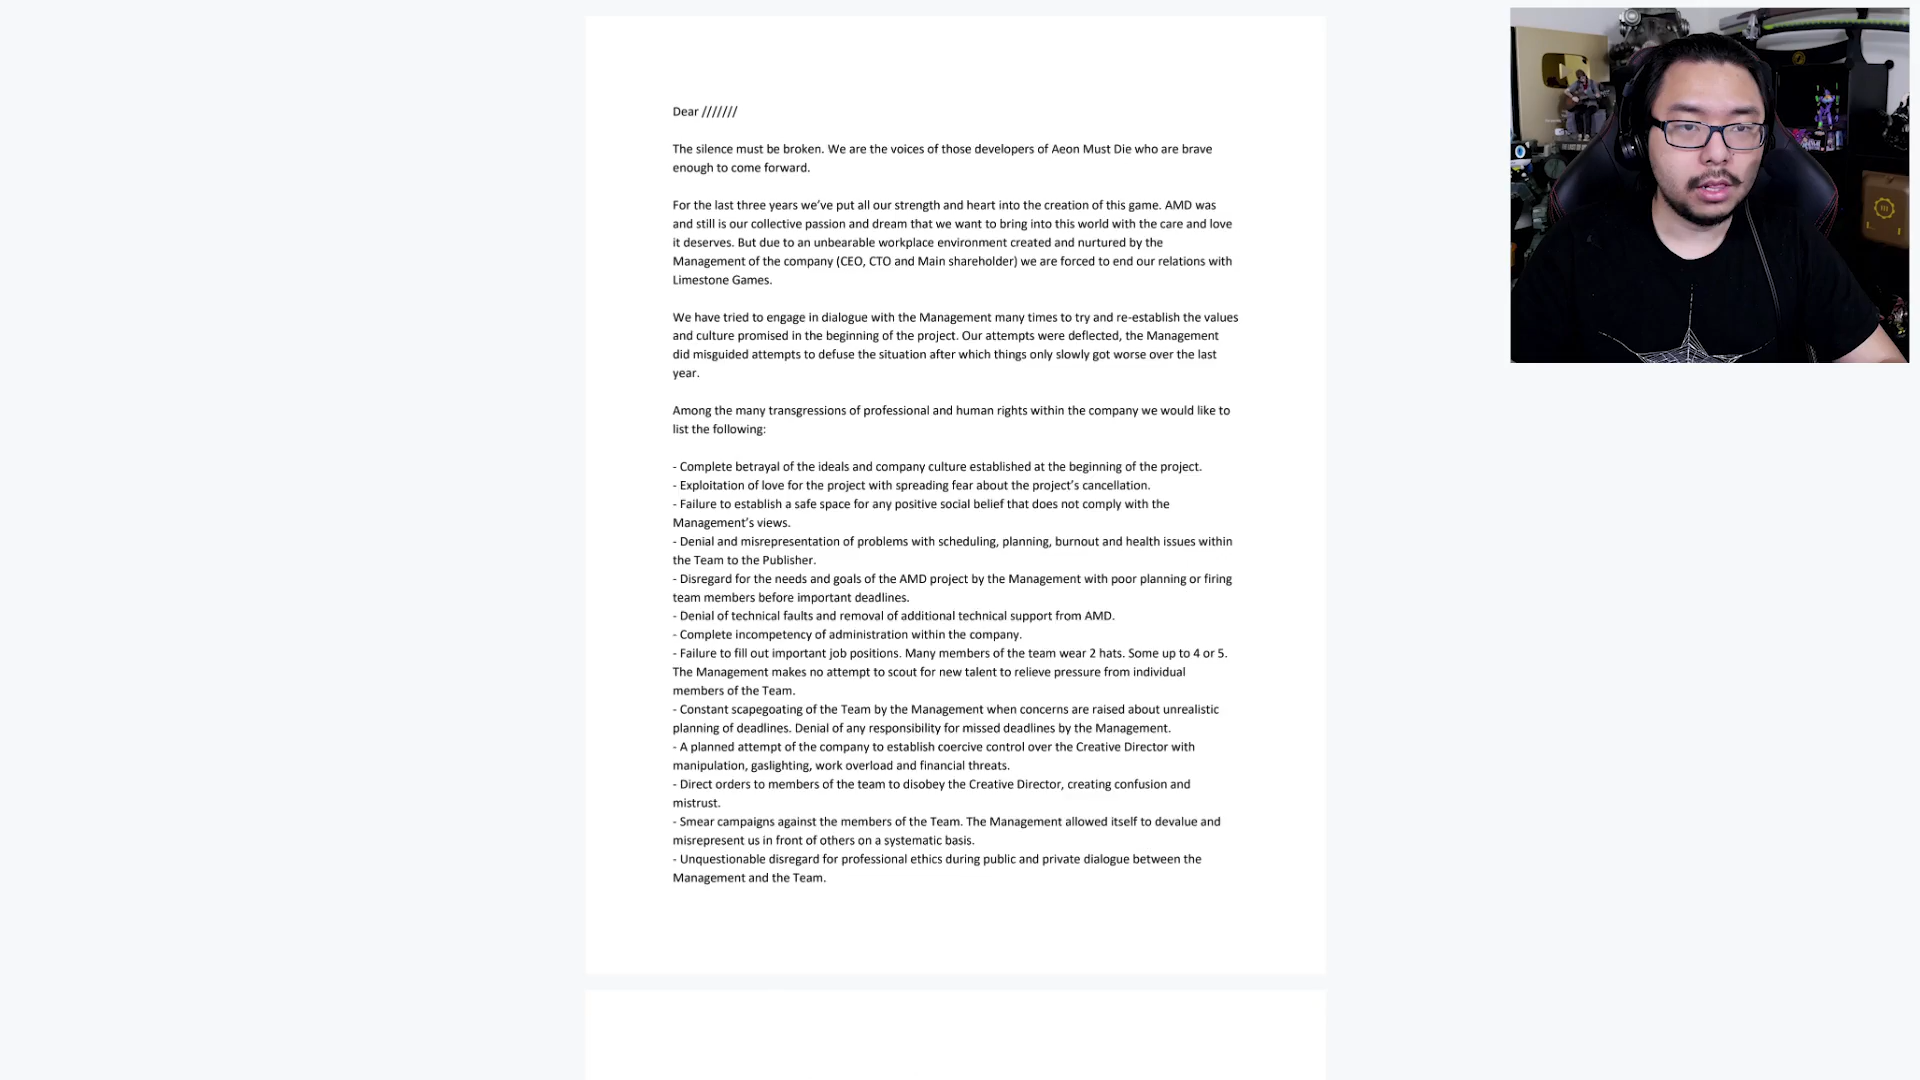 Dear ///////
The silence must be broken. We are the voices of those developers of Aeon Must Die who are brave
enough to come forward.
For the last three years we’ve put all our strength and heart into the creation of this game. AMD was
and still is our collective passion and dream that we want to bring into this world with the care and love
it deserves. But due to an unbearable workplace environment created and nurtured by the
Management of the company (CEO, CTO and Main shareholder) we are forced to end our relations with
Limestone Games.
We have tried to engage in dialogue with the Management many times to try and re-establish the values
and culture promised in the beginning of the project. Our attempts were deflected, the Management
did misguided attempts to defuse the situation after which things only slowly got worse over the last
year.
Among the many transgressions of professional and human rights within the company we would like to
list the following:
- Complete betrayal of the ideals and company culture established at the beginning of the project.
- Exploitation of love for the project with spreading fear about the project’s cancellation.
- Failure to establish a safe space for any positive social belief that does not comply with the
Management’s views.
- Denial and misrepresentation of problems with scheduling, planning, burnout and health issues within
the Team to the Publisher.
- Disregard for the needs and goals of the AMD project by the Management with poor planning or firing
team members before important deadlines.
- Denial of technical faults and removal of additional technical support from AMD.
- Complete incompetency of administration within the company.
- Failure to fill out important job positions. Many members of the team wear 2 hats. Some up to 4 or 5.
The Management makes no attempt to scout for new talent to relieve pressure from individual
members of the Team.
- Constant scapegoating of the Team by the Management when concerns are raised about unrealistic
planning of deadlines. Denial of any responsibility for missed deadlines by the Management.
- A planned attempt of the company to establish coercive control over the Creative Director with
manipulation, gaslighting, work overload and financial threats.
- Direct orders to members of the team to disobey the Creative Director, creating confusion and
mistrust.
- Smear campaigns against the members of the Team. The Management allowed itself to devalue and
misrepresent us in front of others on a systematic basis.
- Unquestionable disregard for professional ethics during public and private dialogue between the
Management and the Team.